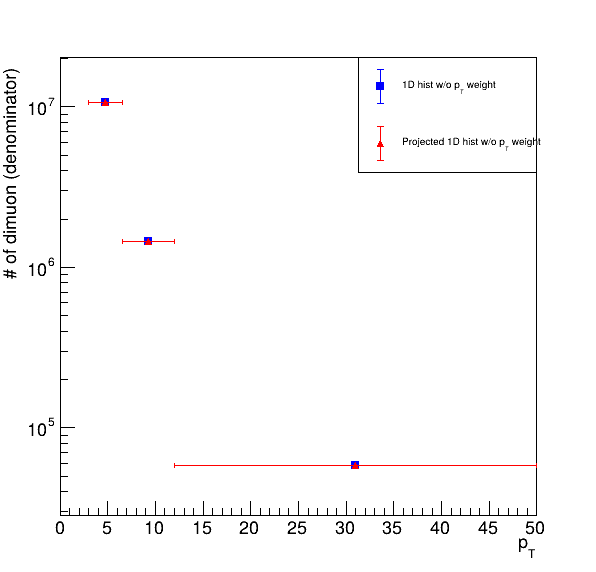 # of dimuon (denominator)
10^7
10^6
10^5
1D hist w/o p_T weight
Projected 1D hist w/o p_T weight
0 5 10 15 20 25 30 35 40 45 50
p_T